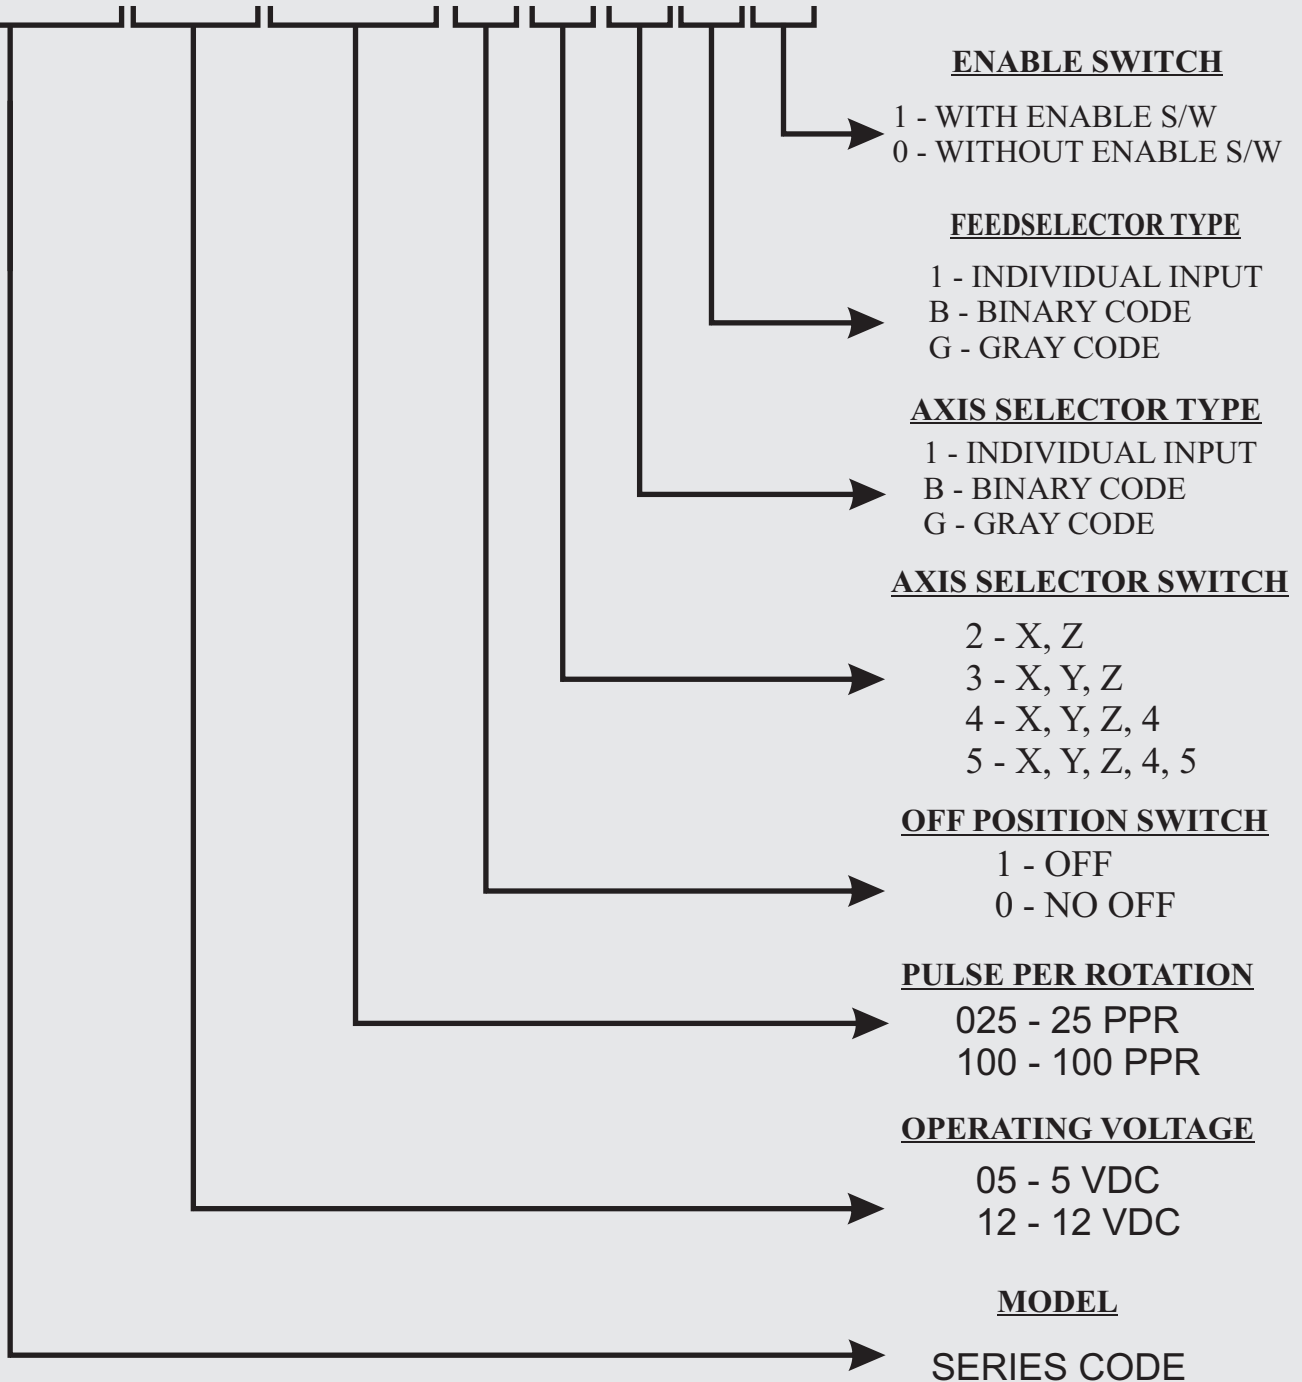 ENABLE SWITCH
1 - WITH ENABLE S/W
0 - WITHOUT ENABLE S/W
FEEDSELECTOR TYPE
1 - INDIVIDUAL INPUT
B - BINARY CODE
G - GRAY CODE
AXIS SELECTOR TYPE
1 - INDIVIDUAL INPUT
B - BINARY CODE
G - GRAY CODE
AXIS SELECTOR SWITCH
2 - X, Z
3 - X, Y, Z
4 - X, Y, Z, 4
5 - X, Y, Z, 4, 5
OFF POSITION SWITCH
1 - OFF
0 - NO OFF
PULSE PER ROTATION
025 - 25 PPR
100 - 100 PPR
OPERATING VOLTAGE
05 - 5 VDC
12 - 12 VDC
MODEL
SERIES CODE